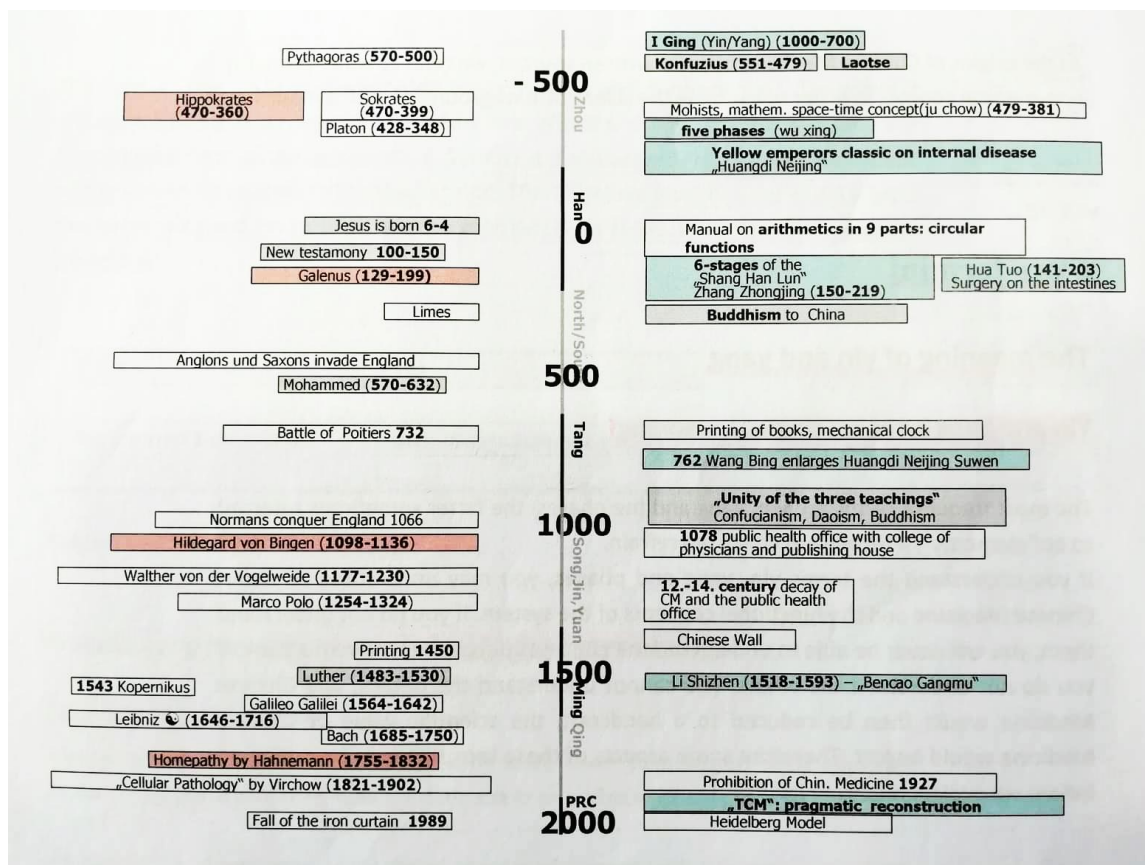 Pythagoras (570-500)
Hippokrates
(470-360)
Sokrates
(470-399)
Platon (428-348)
Jesus is born 6-4
New testamony 100-150
Galenus (129-199)
Limes
Anglons und Saxons invade England
Mohammed (570-632)
Battle of Poitiers 732
Normans conquer England 1066
Hildegard von Bingen (1098-1136)
Walther von der Vogelweide (1177-1230)
Marco Polo (1254-1324)
Printing 1450
Luther (1483-1530)
1543 Kopernikus
Galileo Galilei (1564-1642)
Leibniz ☯ (1646-1716)
Bach (1685-1750)
Homepathy by Hahnemann (1755-1832)
„Cellular Pathology“ by Virchow (1821-1902)
Fall of the iron curtain 1989
- 500
Zhou
Han
0
North/Sou
500
Tang
1000
Song,Jin,Yuan
1500
Ming
Qing
PRC
2000
I Ging (Yin/Yang) (1000-700)
Konfuzius (551-479)
Laotse
Mohists, mathem. space-time concept(ju chow) (479-381)
five phases (wu xing)
Yellow emperors classic on internal disease
„Huangdi Neijing“
Manual on arithmetics in 9 parts: circular
functions
6-stages of the
„Shang Han Lun“
Zhang Zhongjing (150-219)
Hua Tuo (141-203)
Surgery on the intestines
Buddhism to China
Printing of books, mechanical clock
762 Wang Bing enlarges Huangdi Neijing Suwen
„Unity of the three teachings“
Confucianism, Daoism, Buddhism
1078 public health office with college of
physicians and publishing house
12.-14. century decay of
CM and the public health
office
Chinese Wall
Li Shizhen (1518-1593) –„Bencao Gangmu“
Prohibition of Chin. Medicine 1927
„TCM“: pragmatic reconstruction
Heidelberg Model